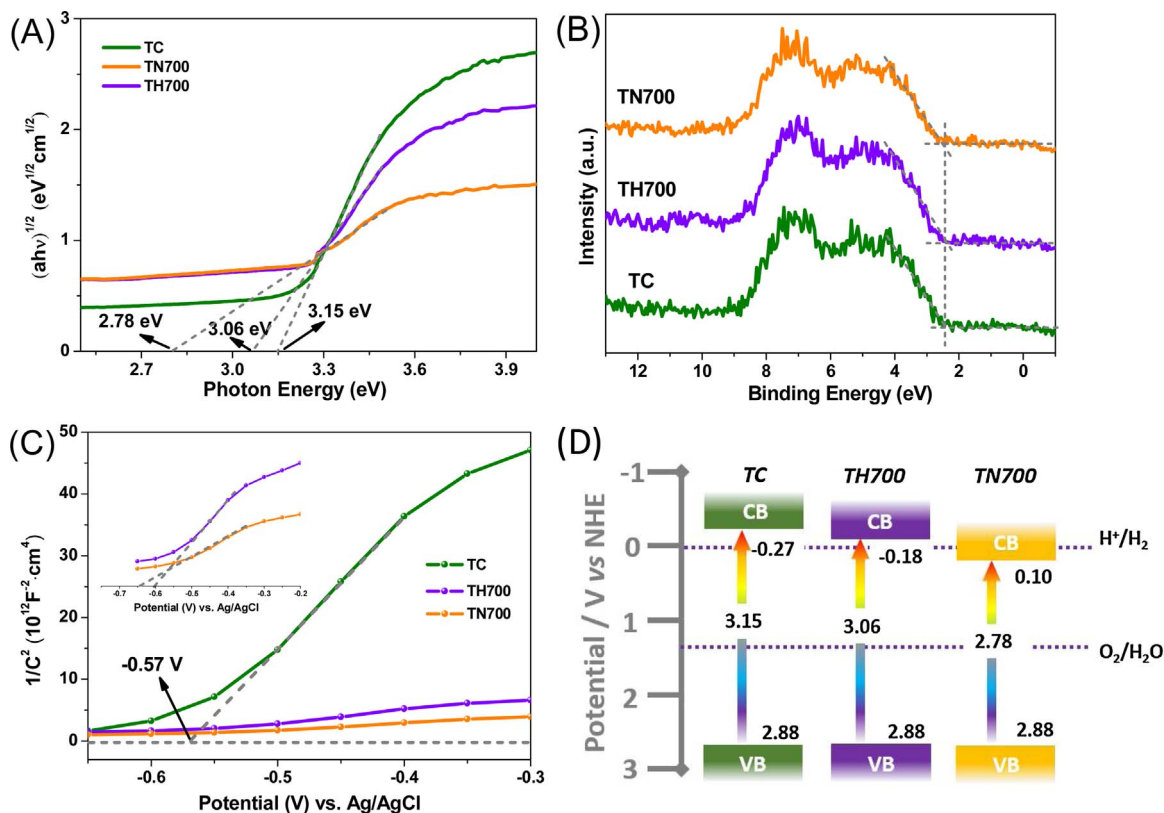 (A)
3
2
1
0
(ahν)^1/2 (eV^1/2cm^1/2)
TC
TN700
TH700
2.78 eV
3.06 eV
3.15 eV
2.7
3.0
3.3
3.6
3.9
Photon Energy (eV)
(B)
Intensity (a.u.)
TN700
TH700
TC
12
10
8
6
4
2
0
Binding Energy (eV)
(C)
50
40
30
20
10
0
1/C² (10¹²F⁻²·cm⁴)
-0.7
-0.6
-0.5
-0.4
-0.3
-0.2
Potential (V) vs. Ag/AgCl
TC
TH700
TN700
-0.57 V
-0.6
-0.5
-0.4
-0.3
Potential (V) vs. Ag/AgCl
(D)
Potential / V vs NHE
-1
0
1
2
3
TC TH700 TN700
CB CB CB
H⁺/H₂
-0.27 -0.18 0.10
3.15 3.06 2.78
O₂/H₂O
2.88 2.88 2.88
VB VB VB